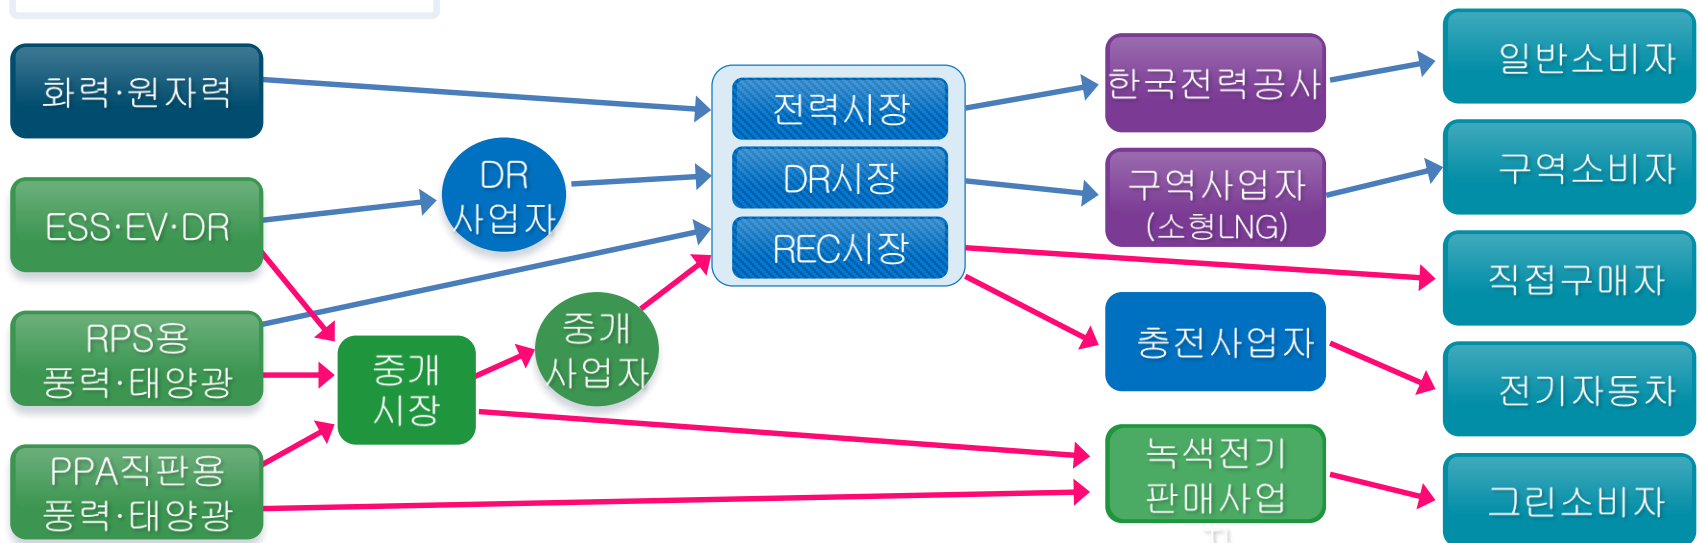 화력·원자력
ESS·EV·DR
RPS용
풍력·태양광
PPA직판용
풍력·태양광
DR
사업자
중개
시장
중개
사업자
전력시장
DR시장
REC시장
한국전력공사
구역사업자
(소형LNG)
충전사업자
녹색전기
판매사업
일반소비자
구역소비자
직접구매자
전기자동차
그린소비자